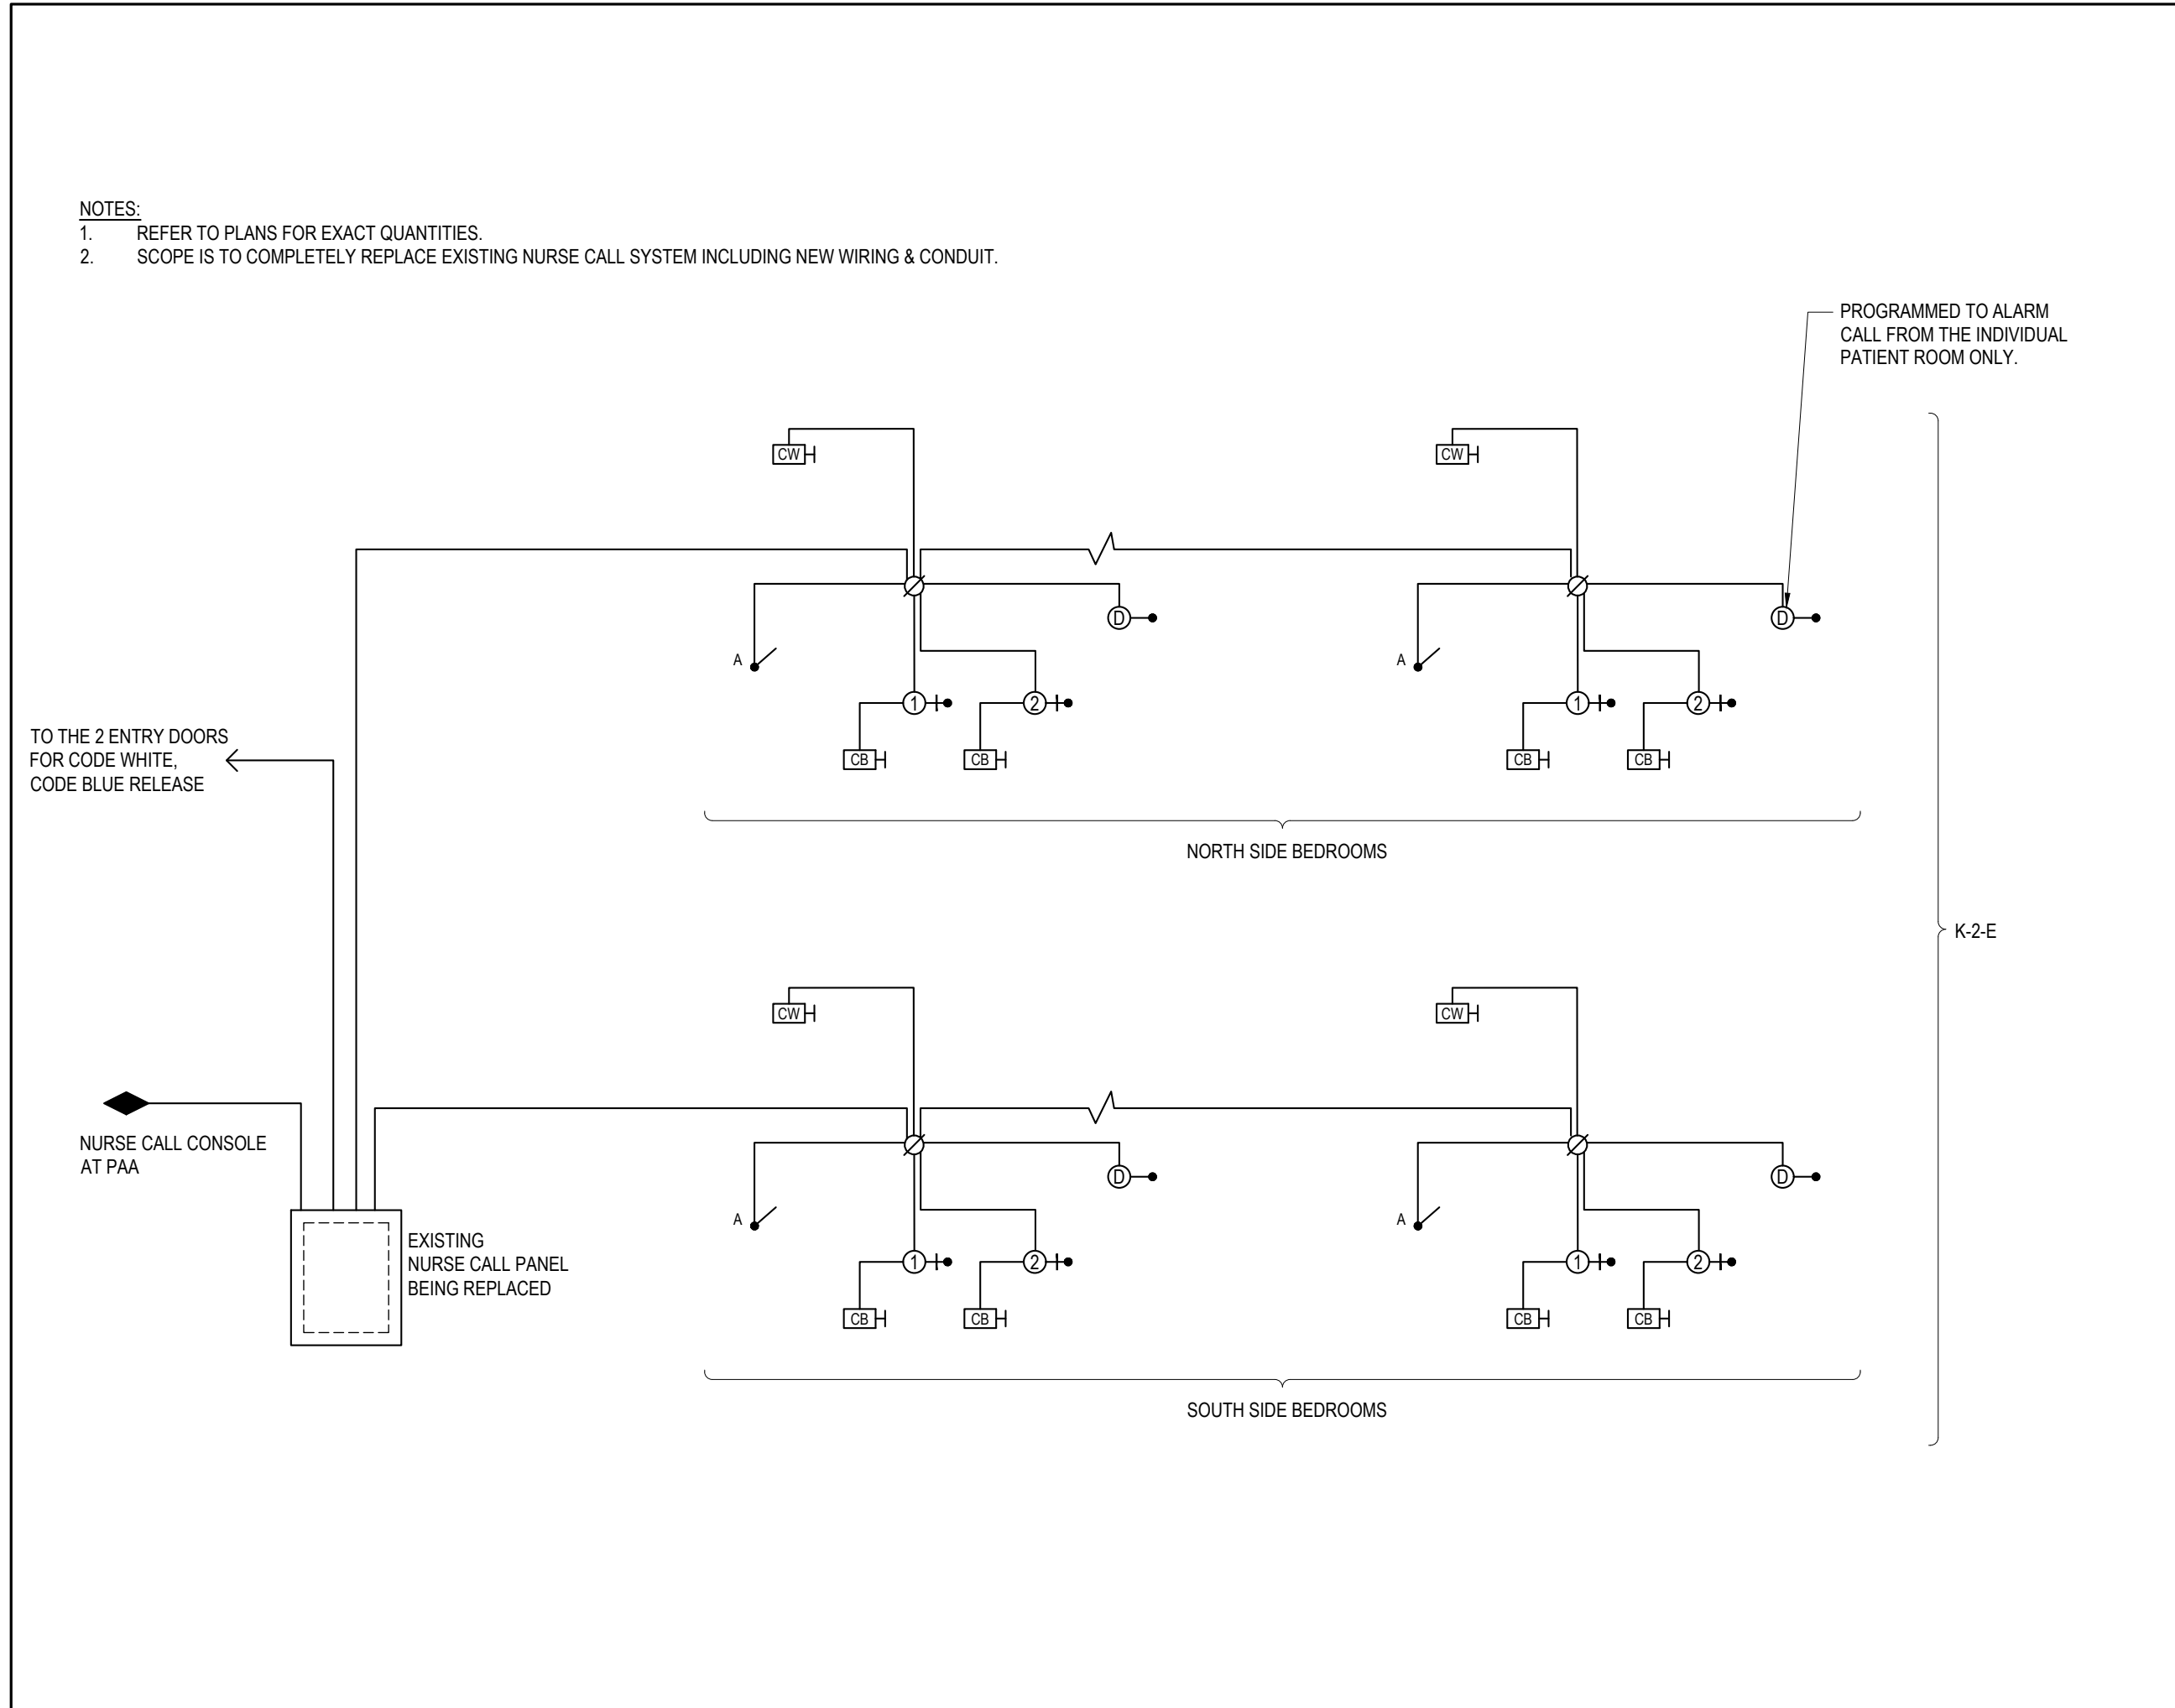 NOTES:
1. REFER TO PLANS FOR EXACT QUANTITIES.
2. SCOPE IS TO COMPLETELY REPLACE EXISTING NURSE CALL SYSTEM INCLUDING NEW WIRING & CONDUIT.
PROGRAMMED TO ALARM
CALL FROM THE INDIVIDUAL
PATIENT ROOM ONLY.
CW CW
D D
A A
1 2 1 2
CB CB CB CB
TO THE 2 ENTRY DOORS
FOR CODE WHITE,
CODE BLUE RELEASE
NORTH SIDE BEDROOMS
K-2-E
CW CW
D D
A A
1 2 1 2
CB CB CB CB
NURSE CALL CONSOLE
AT PAA
EXISTING
NURSE CALL PANEL
BEING REPLACED
SOUTH SIDE BEDROOMS